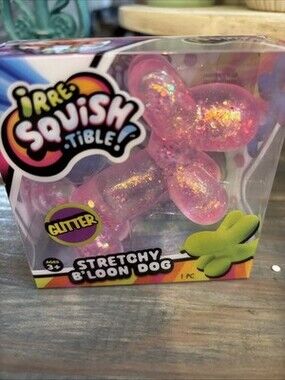 iRRE-
SQUiSH
TiBLE!
GLITTER
AGES
3+
STRETCHY
B'LOON DOG
1 PC